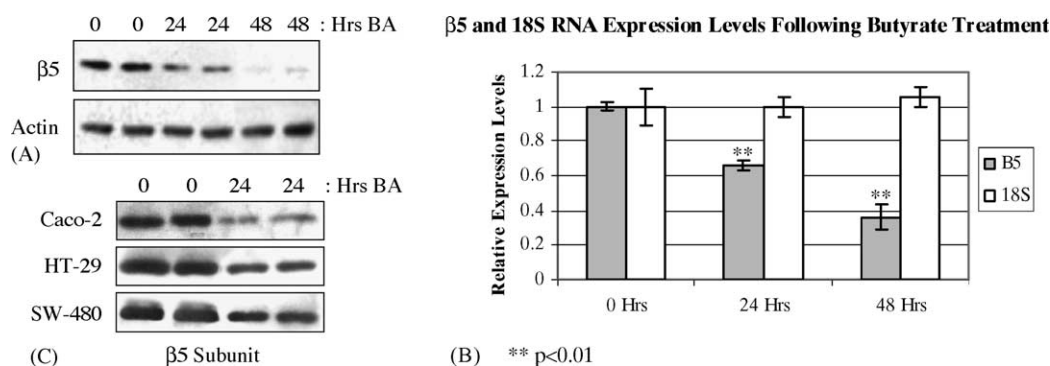 0 0 24 24 48 48 : Hrs BA
β5
Actin
(A)
0 0 24 24 : Hrs BA
Caco-2
HT-29
SW-480
(C) β5 Subunit
β5 and 18S RNA Expression Levels Following Butyrate Treatment
Relative Expression Levels
1.2
1
0.8
0.6
0.4
0.2
0
**
**
0 Hrs 24 Hrs 48 Hrs
B5
18S
(B) ** p<0.01